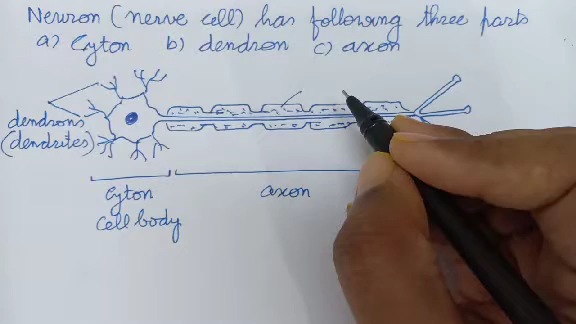 Neuron (nerve cell) has following three parts
a) Cyton b) dendron c) axon
dendrons
(dendrites)
Cyton
cell body
axon